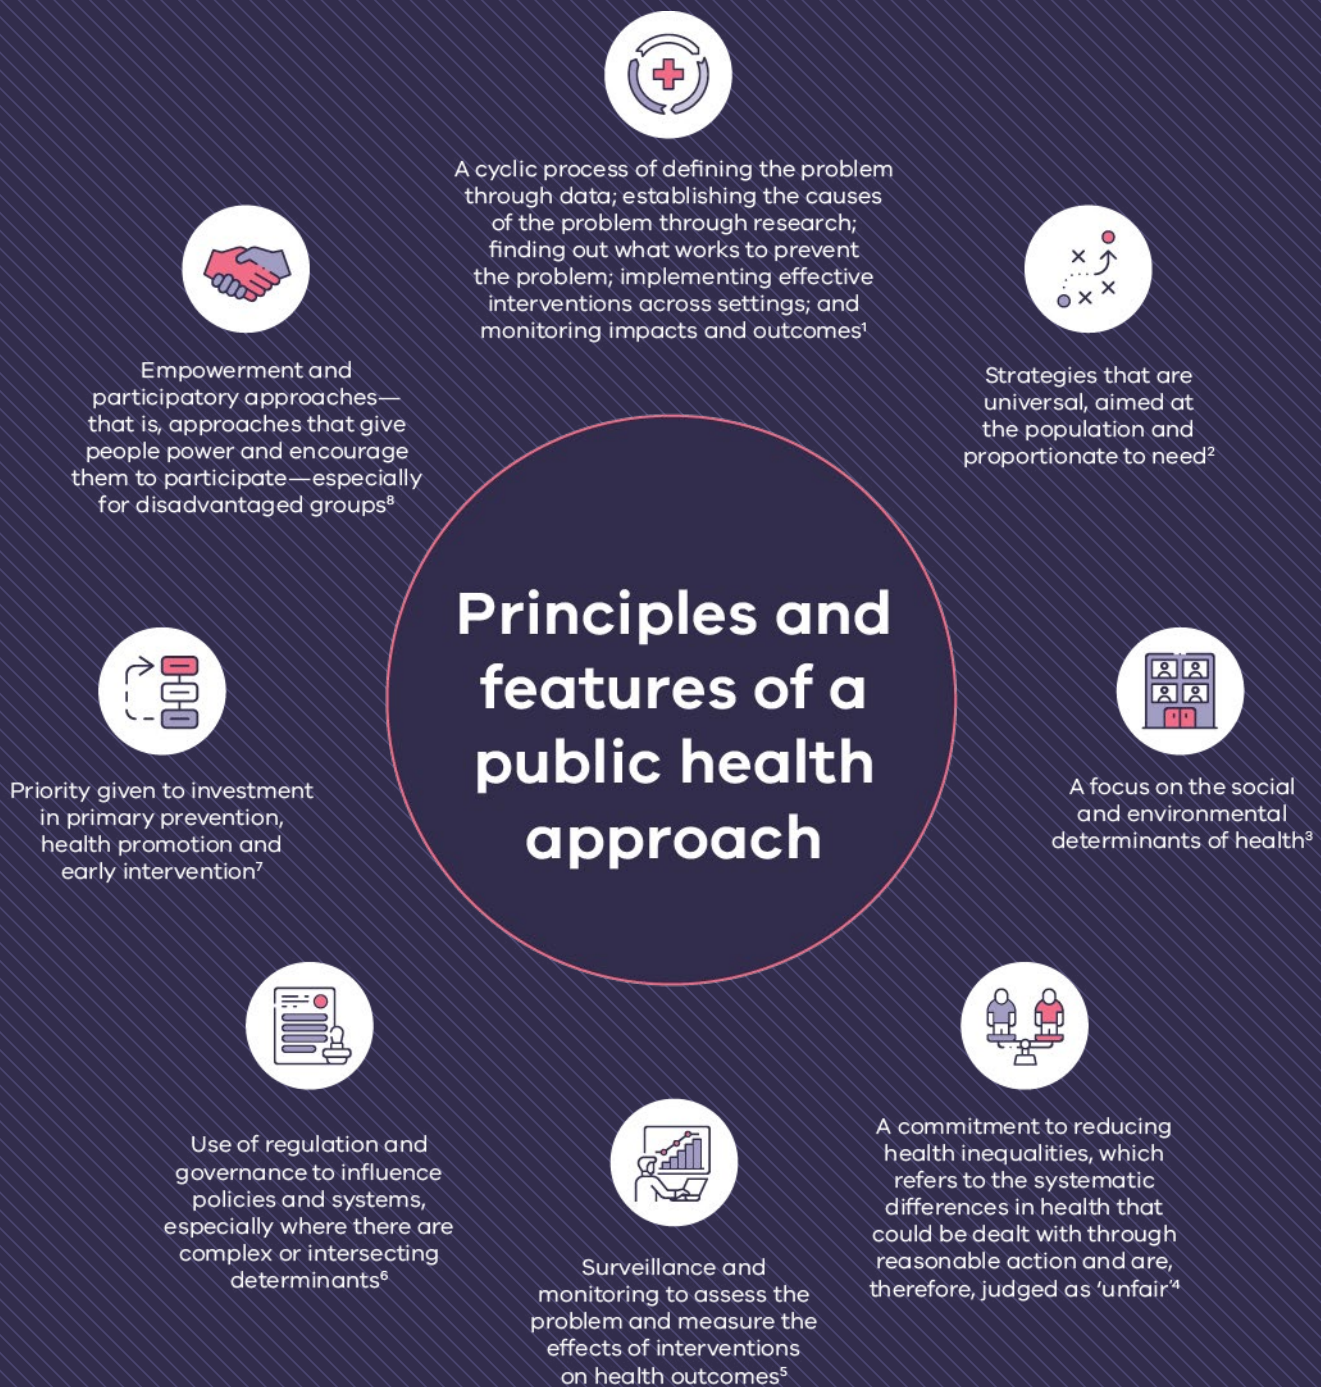 A cyclic process of defining the problem
through data; establishing the causes
of the problem through research;
finding out what works to prevent
the problem; implementing effective
interventions across settings; and
monitoring impacts and outcomes¹
Strategies that are
universal, aimed at
the population and
proportionate to need²
A focus on the social
and environmental
determinants of health³
A commitment to reducing
health inequalities, which
refers to the systematic
differences in health that
could be dealt with through
reasonable action and are,
therefore, judged as ‘unfair’⁴
Surveillance and
monitoring to assess the
problem and measure the
effects of interventions
on health outcomes⁵
Use of regulation and
governance to influence
policies and systems,
especially where there are
complex or intersecting
determinants⁶
Priority given to investment
in primary prevention,
health promotion and
early intervention⁷
Empowerment and
participatory approaches—
that is, approaches that give
people power and encourage
them to participate—especially
for disadvantaged groups⁸
Principles and
features of a
public health
approach